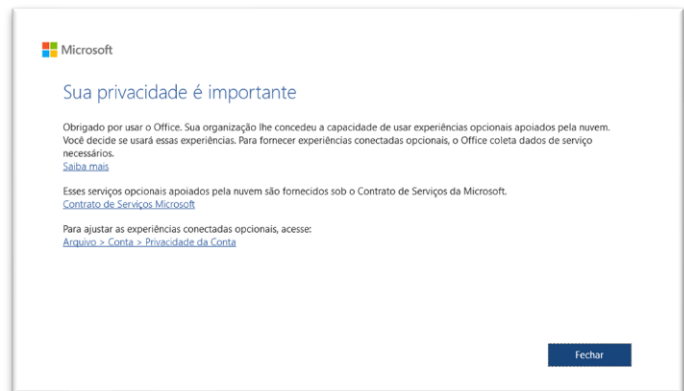 Microsoft
Sua privacidade é importante
Obrigado por usar o Office. Sua organização lhe concedeu a capacidade de usar experiências opcionais apoiados pela nuvem.
Você decide se usará essas experiências. Para fornecer experiências conectadas opcionais, o Office coleta dados de serviço
necessários.
Saiba mais
Esses serviços opcionais apoiados pela nuvem são fornecidos sob o Contrato de Serviços da Microsoft.
Contrato de Serviços Microsoft
Para ajustar as experiências conectadas opcionais, acesse:
Arquivo > Conta > Privacidade da Conta
Fechar